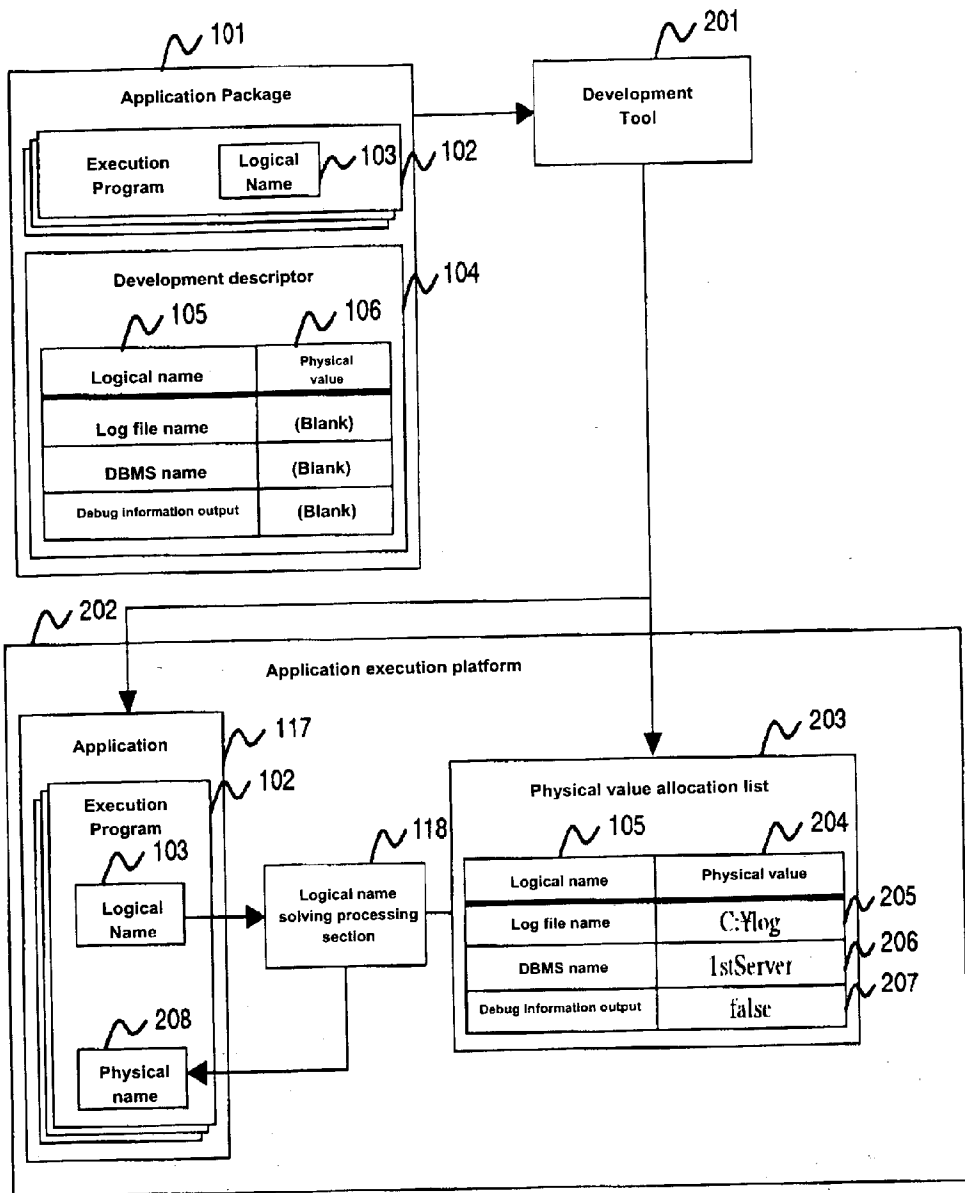 101
201
Application Package
Development
Tool
Execution
Program
Logical
Name
103
102
Development descriptor
104
105
106
Logical name
Physical
value
Log file name
(Blank)
DBMS name
(Blank)
Debug information output
(Blank)
202
Application execution platform
Application
117
203
Execution
Program
102
Physical value allocation list
103
118
105
204
Logical
Name
Logical name
solving processing
section
Logical name
Physical value
Log file name
C:¥log
205
DBMS name
1stServer
206
Debug Information output
false
207
208
Physical
name